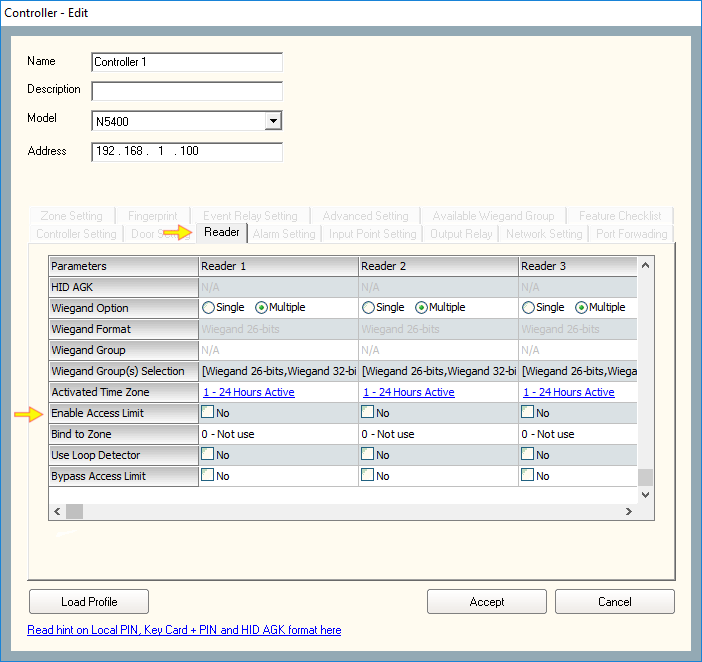 Controller - Edit
Name Controller 1
Description
Model N5400
Address 192 . 168 . 1 . 100
Zone Setting Fingerprint Event Relay Setting Advanced Setting Available Wiegand Group Feature Checklist
Controller Setting Door Setting Reader Alarm Setting Input Point Setting Output Relay Network Setting Port Forwading
Parameters Reader 1 Reader 2 Reader 3
HID AGK N/A N/A N/A
Wiegand Option Single Multiple Single Multiple Single Multiple
Wiegand Format Wiegand 26-bits Wiegand 26-bits Wiegand 26-bits
Wiegand Group N/A N/A N/A
Wiegand Group(s) Selection [Wiegand 26-bits,Wiegand 32-bi [Wiegand 26-bits,Wiegand 32-bi [Wiegand 26-bits,Wiega
Activated Time Zone 1 - 24 Hours Active 1 - 24 Hours Active 1 - 24 Hours Active
Enable Access Limit No No No
Bind to Zone 0 - Not use 0 - Not use 0 - Not use
Use Loop Detector No No No
Bypass Access Limit No No No
Load Profile Accept Cancel
Read hint on Local PIN, Key Card + PIN and HID AGK format here